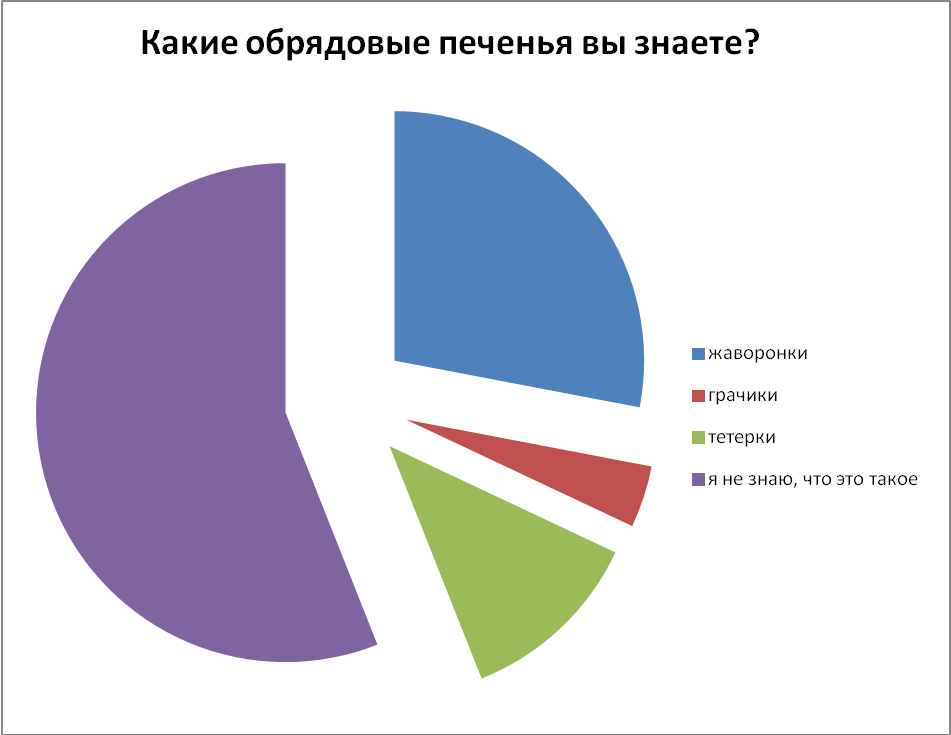 Какие обрядовые печенья вы знаете?
жаворонки
грачики
тетерки
я не знаю, что это такое